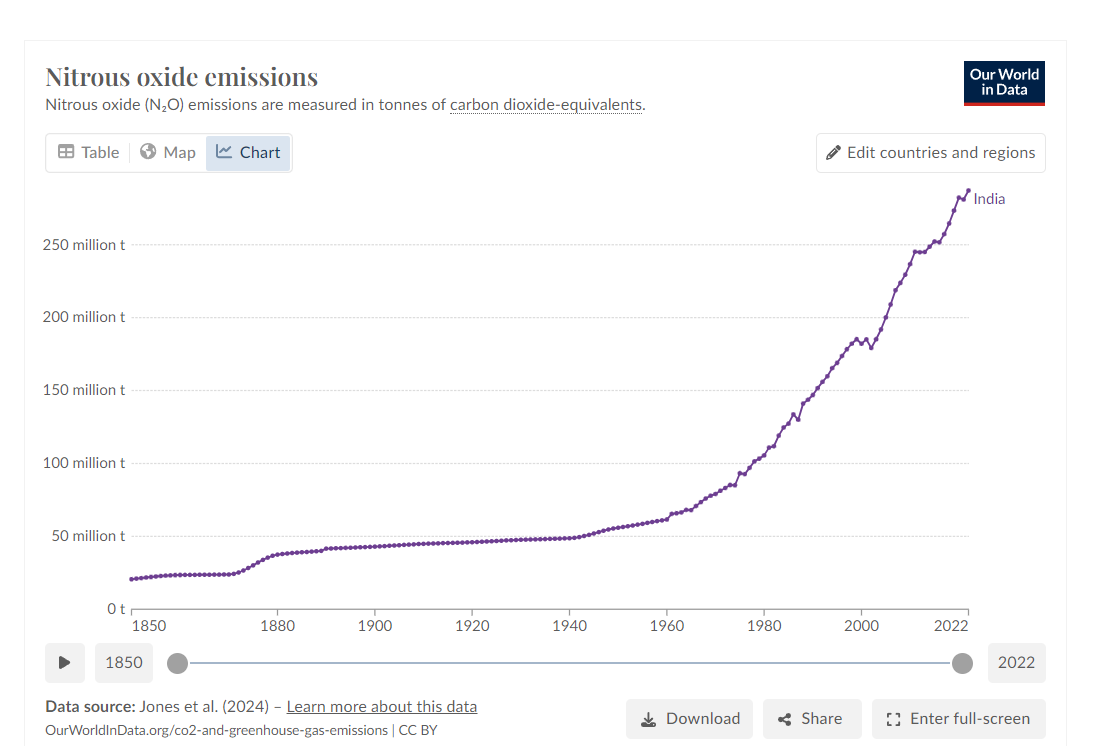 Nitrous oxide emissions
Nitrous oxide (N₂O) emissions are measured in tonnes of carbon dioxide-equivalents.
Our World
in Data
Table
Map
Chart
Edit countries and regions
India
250 million t
200 million t
150 million t
100 million t
50 million t
0 t
1850 1880 1900 1920 1940 1960 1980 2000 2022
1850
2022
Data source: Jones et al. (2024) – Learn more about this data
OurWorldInData.org/co2-and-greenhouse-gas-emissions | CC BY
Download
Share
Enter full-screen